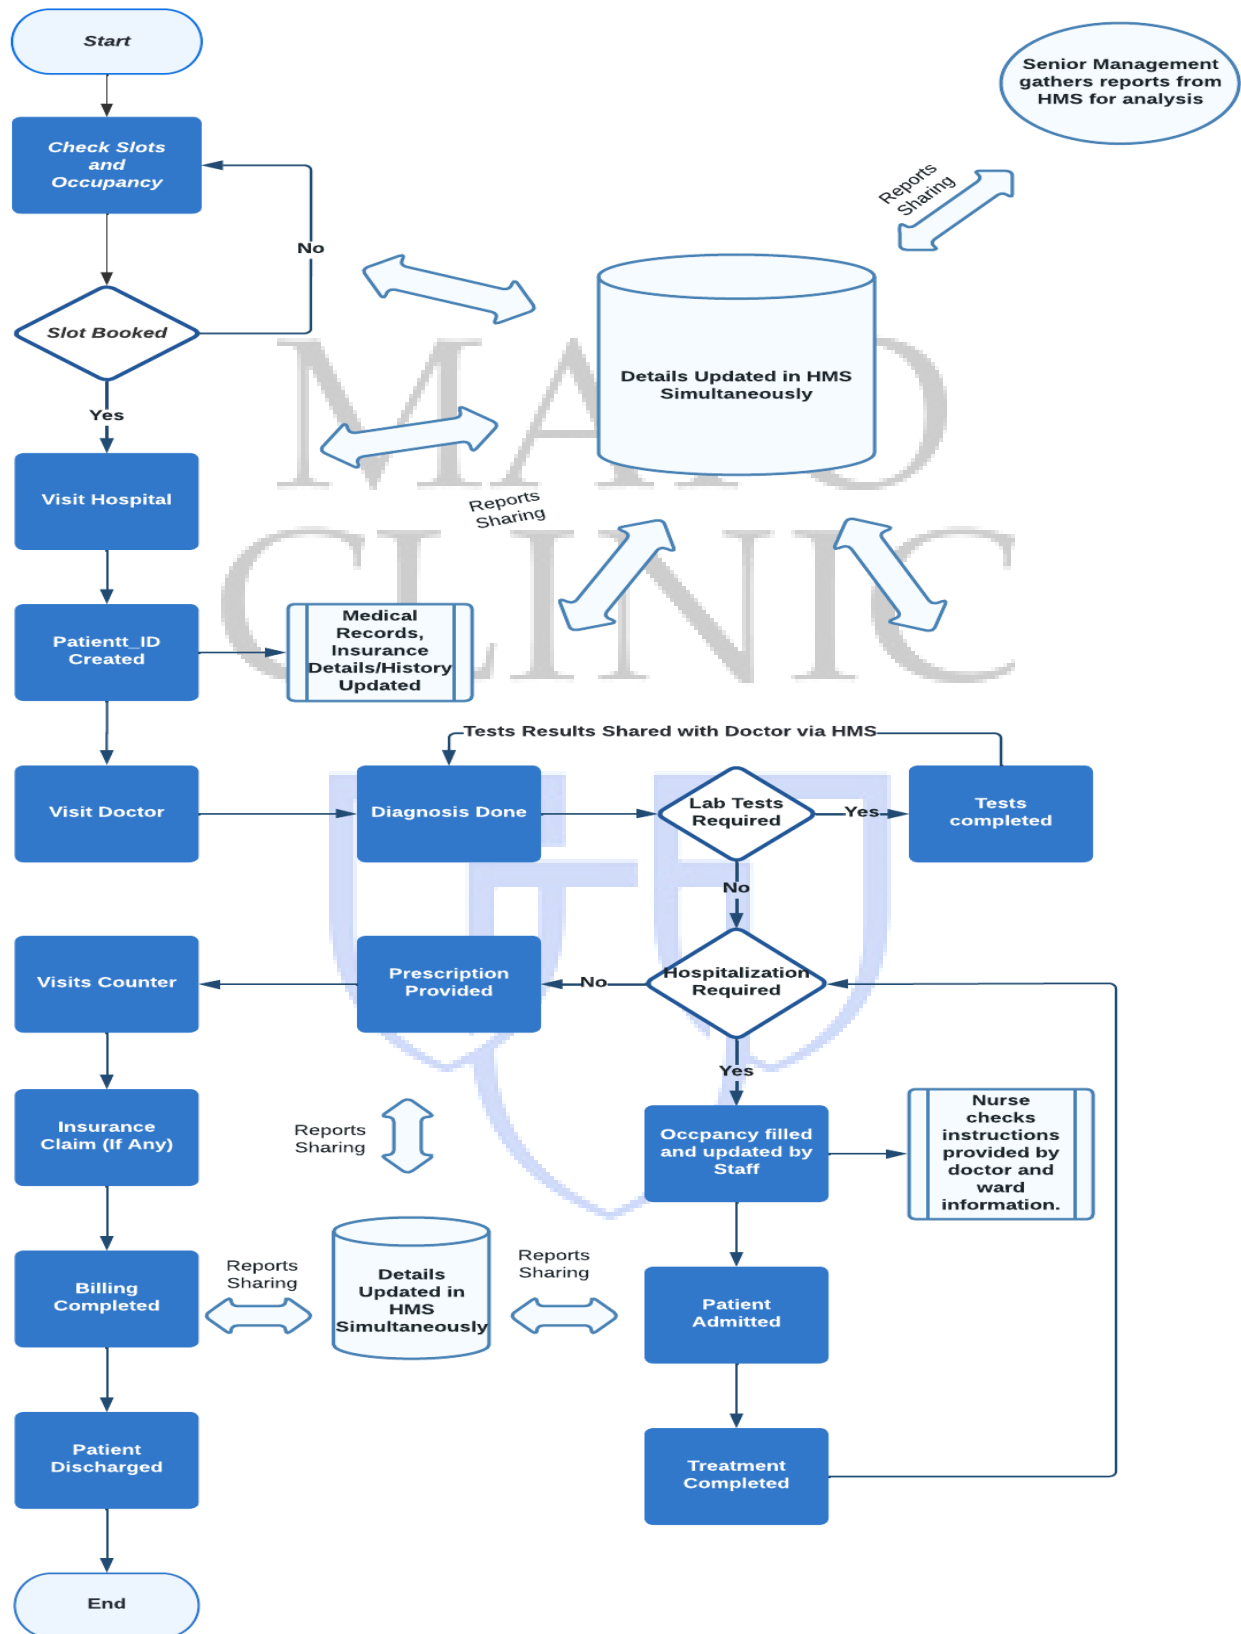 Start
Senior Management
gathers reports from
HMS for analysis
Check Slots
and
Occupancy
Reports
Sharing
No
Slot Booked
Details Updated in HMS
Simultaneously
Yes
MAYO
CLINIC
Visit Hospital
Reports
Sharing
Patientt_ID
Created
Medical
Records,
Insurance
Details/History
Updated
Tests Results Shared with Doctor via HMS
Visit Doctor
Diagnosis Done
Lab Tests
Required
Yes
Tests
completed
No
Visits Counter
Prescription
Provided
No
Hospitalization
Required
Yes
Insurance
Claim (If Any)
Reports
Sharing
Occpancy filled
and updated by
Staff
Nurse
checks
instructions
provided by
doctor and
ward
information.
Billing
Completed
Reports
Sharing
Details
Updated in
HMS
Simultaneously
Reports
Sharing
Patient
Admitted
Patient
Discharged
Treatment
Completed
End